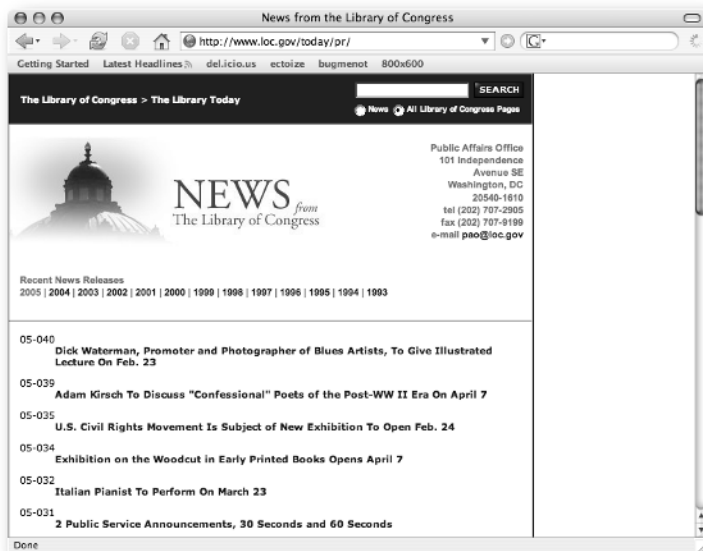 News from the Library of Congress
http://www.loc.gov/today/pr/
G
Getting Started Latest Headlines del.icio.us ectoize bugmenot 800x600
The Library of Congress > The Library Today
SEARCH
News All Library of Congress Pages
Public Affairs Office
101 Independence
Avenue SE
Washington, DC
20540-1610
tel (202) 707-2905
fax (202) 707-9199
e-mail pao@loc.gov
NEWS from
The Library of Congress
Recent News Releases
2005 | 2004 | 2003 | 2002 | 2001 | 2000 | 1999 | 1998 | 1997 | 1996 | 1995 | 1994 | 1993
05-040
Dick Waterman, Promoter and Photographer of Blues Artists, To Give Illustrated
Lecture On Feb. 23
05-039
Adam Kirsch To Discuss "Confessional" Poets of the Post-WW II Era On April 7
05-035
U.S. Civil Rights Movement Is Subject of New Exhibition To Open Feb. 24
05-034
Exhibition on the Woodcut in Early Printed Books Opens April 7
05-032
Italian Pianist To Perform On March 23
05-031
2 Public Service Announcements, 30 Seconds and 60 Seconds
Done